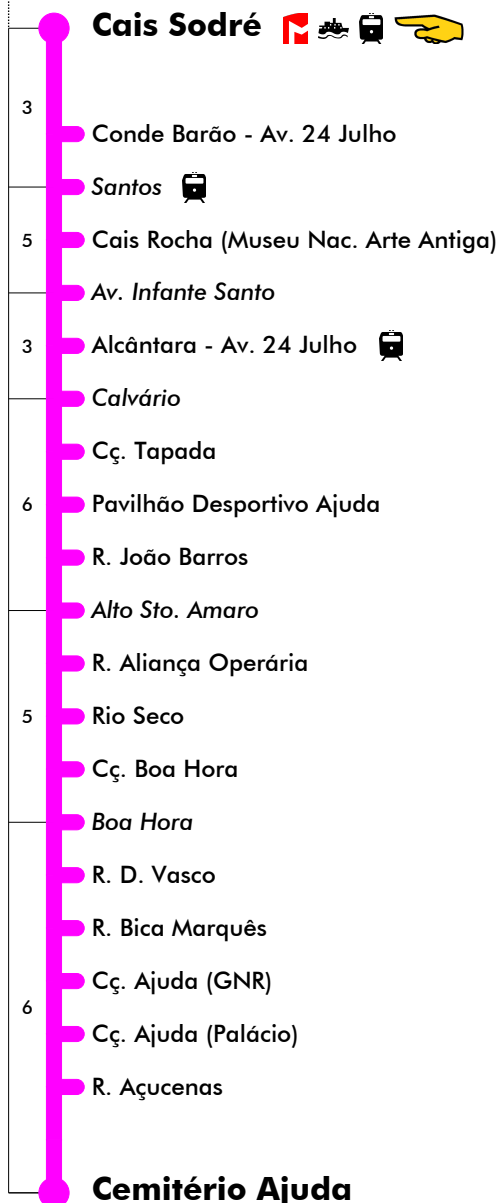 Cais Sodré
3
Conde Barão - Av. 24 Julho
Santos
5
Cais Rocha (Museu Nac. Arte Antiga)
Av. Infante Santo
3
Alcântara - Av. 24 Julho
Calvário
Cç. Tapada
6
Pavilhão Desportivo Ajuda
R. João Barros
Alto Sto. Amaro
R. Aliança Operária
5
Rio Seco
Cç. Boa Hora
Boa Hora
R. D. Vasco
R. Bica Marquês
Cç. Ajuda (GNR)
6
Cç. Ajuda (Palácio)
R. Açucenas
Cemitério Ajuda